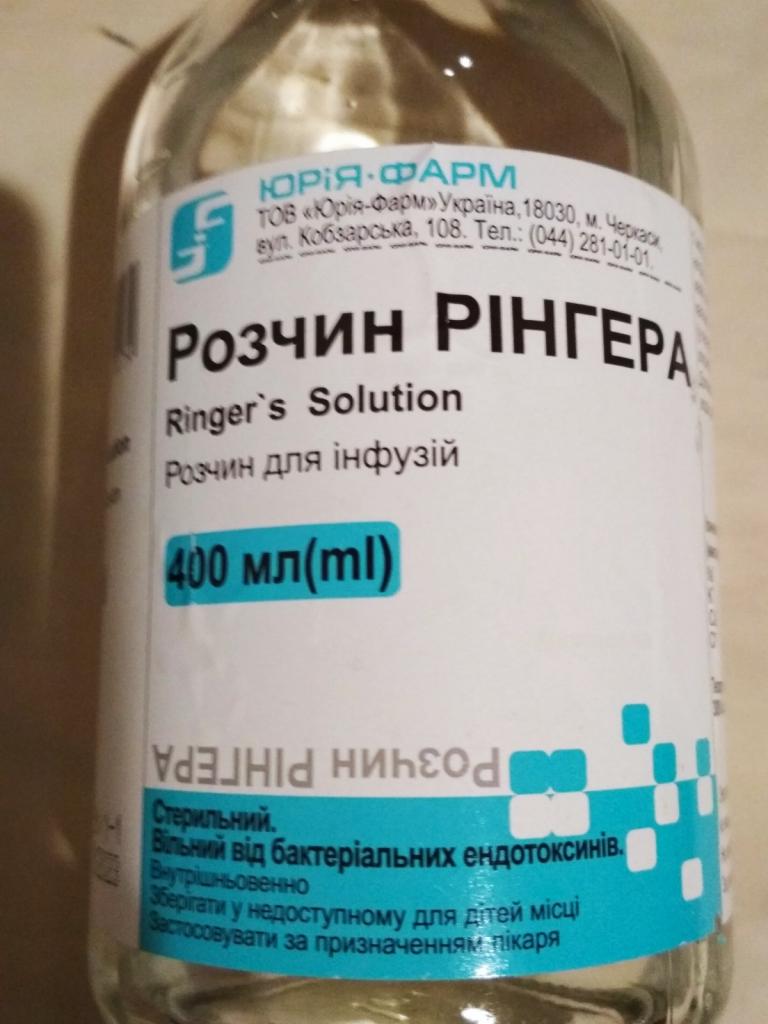 ЮРіЯ·ФАРМ
ТОВ «Юрія-Фарм» Україна, 18030, м. Черкаси,
вул. Кобзарська, 108. Тел.: (044) 281-01-01.
Розчин РІНГЕРА
Ringer`s Solution
Розчин для інфузій
400 мл(ml)
Розчин РІНГЕРА
Стерильний.
Вільний від бактеріальних ендотоксинів.
Внутрішньовенно
Зберігати у недоступному для дітей місці
Застосовувати за призначенням лікаря